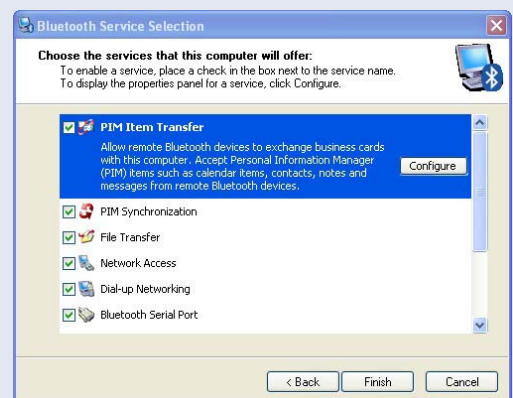 Bluetooth Service Selection
Choose the services that this computer will offer:
To enable a service, place a check in the box next to the service name.
To display the properties panel for a service, click Configure.
PIM Item Transfer
Allow remote Bluetooth devices to exchange business cards
with this computer. Accept Personal Information Manager
(PIM) items such as calendar items, contacts, notes and
messages from remote Bluetooth devices.
Configure
PIM Synchronization
File Transfer
Network Access
Dial-up Networking
Bluetooth Serial Port
< Back Finish Cancel